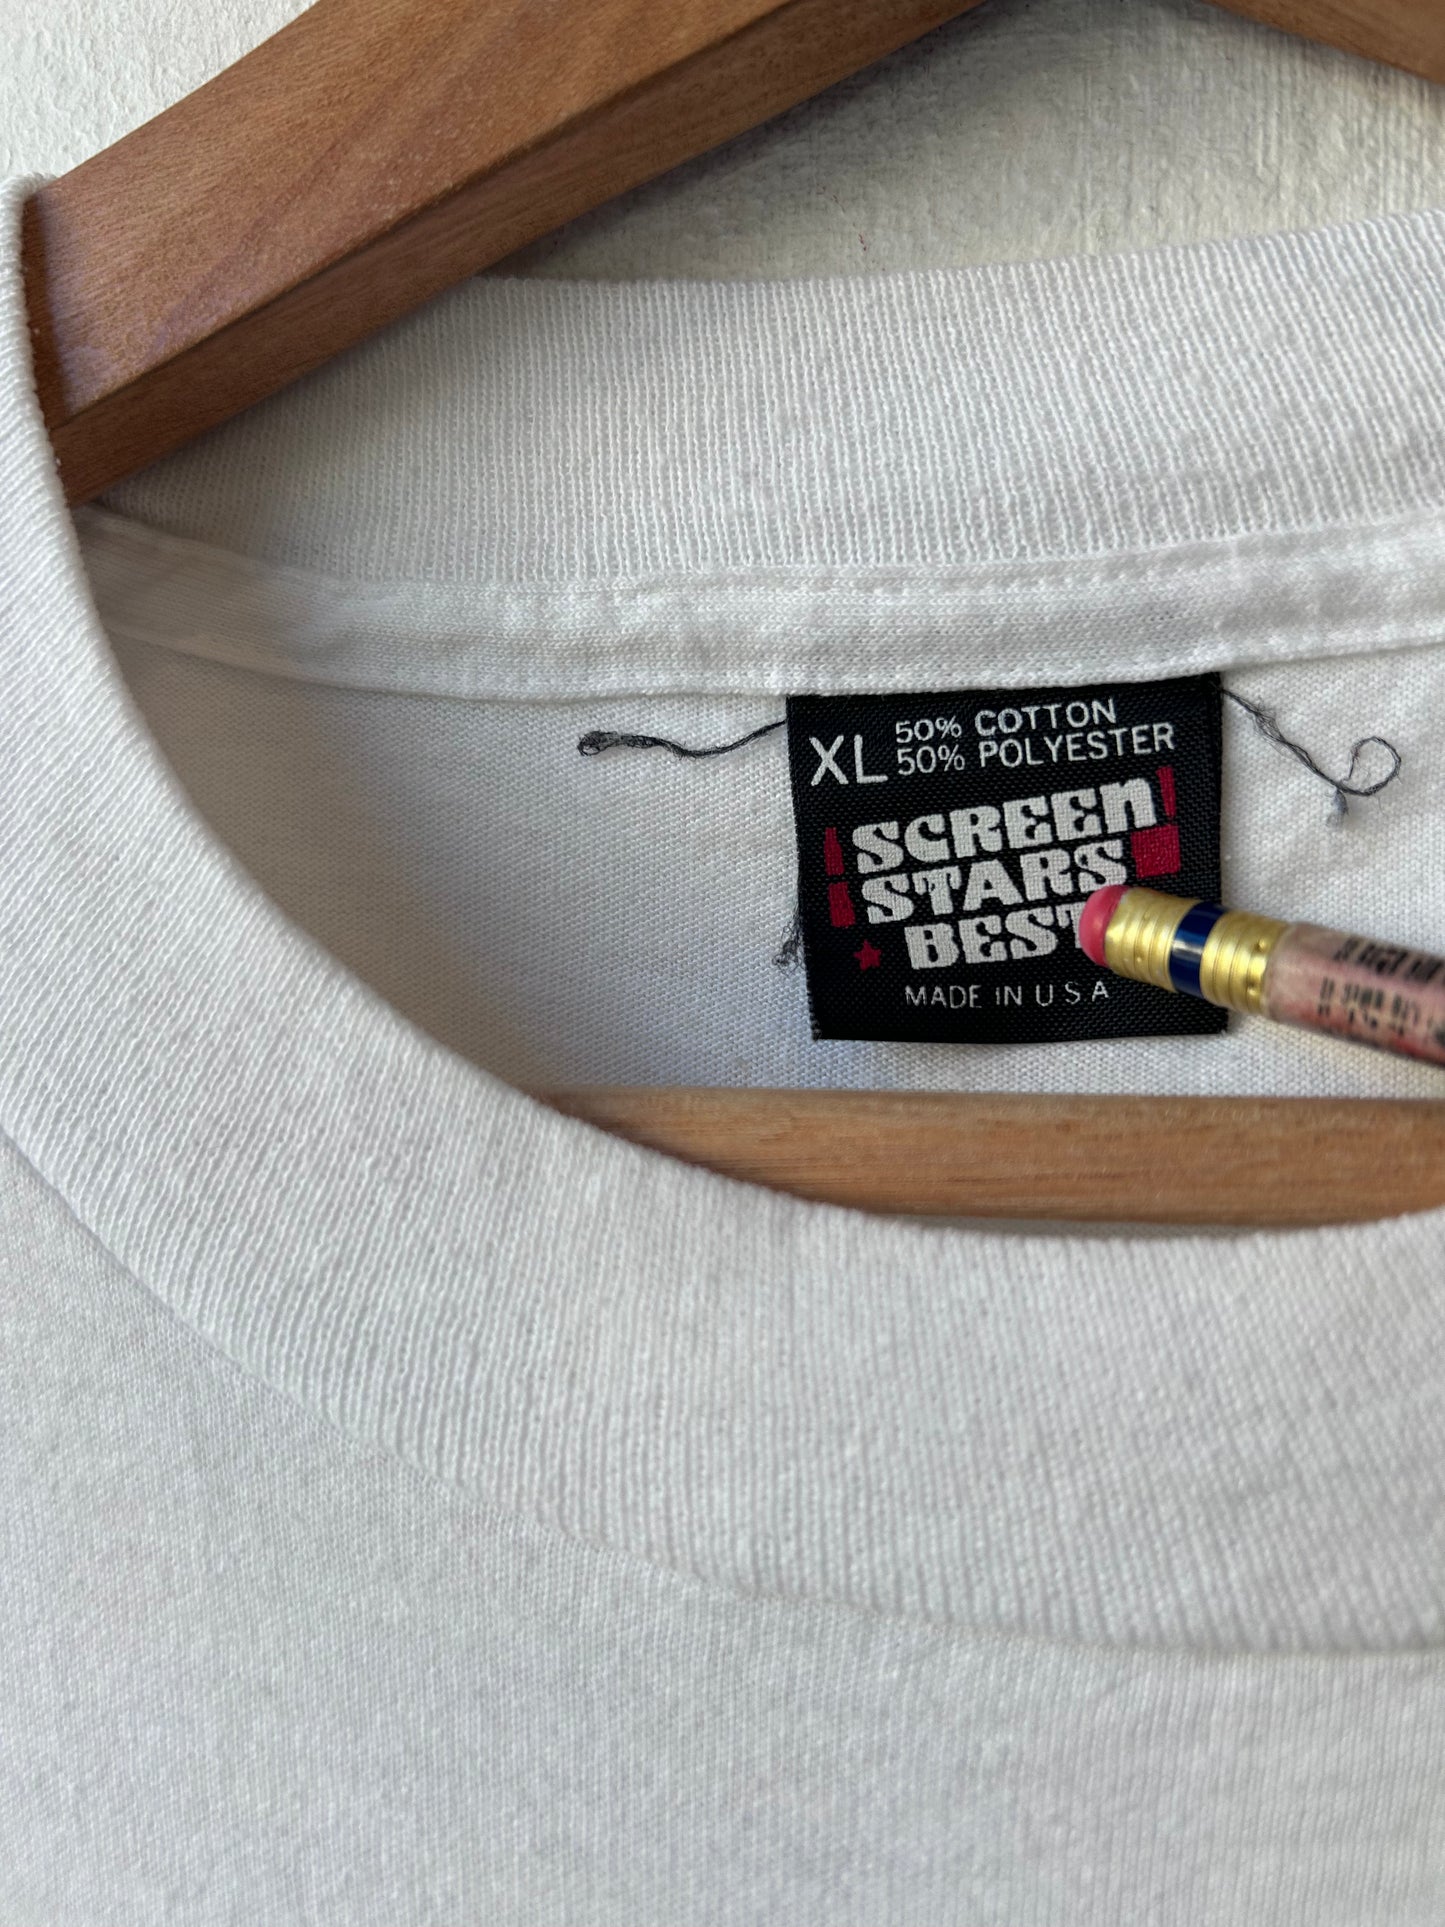 XL
50% COTTON
50% POLYESTER
SCREEN
STARS
BEST
MADE IN U S A